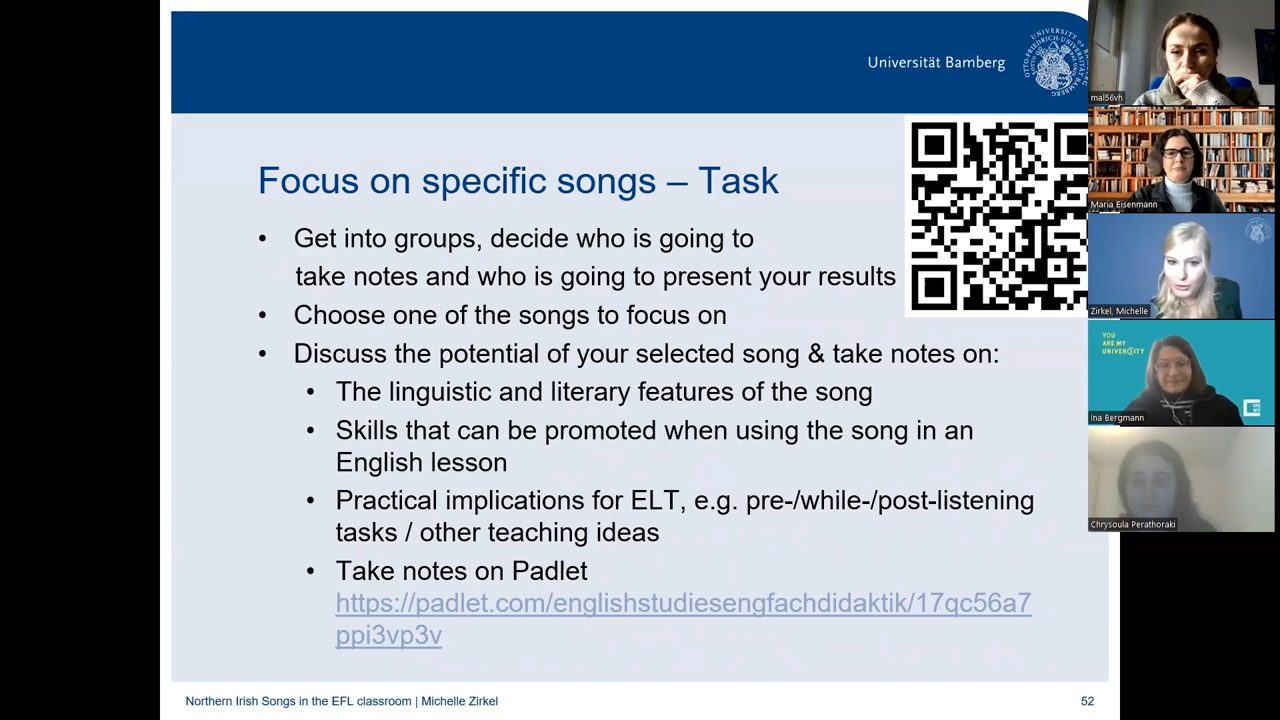 Universität Bamberg
Focus on specific songs – Task
• Get into groups, decide who is going to
take notes and who is going to present your results
• Choose one of the songs to focus on
• Discuss the potential of your selected song & take notes on:
• The linguistic and literary features of the song
• Skills that can be promoted when using the song in an
English lesson
• Practical implications for ELT, e.g. pre-/while-/post-listening
tasks / other teaching ideas
• Take notes on Padlet
https://padlet.com/englishstudiesengfachdidaktik/17qc56a7
ppi3vp3v
Northern Irish Songs in the EFL classroom | Michelle Zirkel
52
mal56vh
Maria Eisenmann
Zirkel, Michelle
YOU
ARE MY
UNIVER(S)ITY
Ina Bergmann
Chrysoula Perathoraki